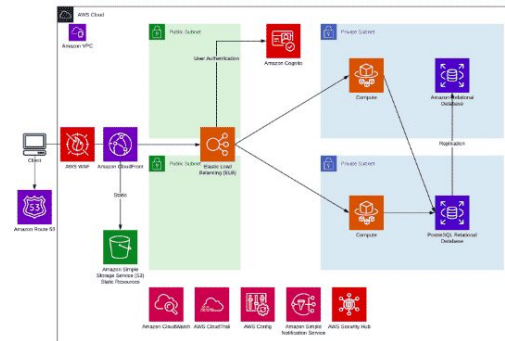 AWS Cloud
Amazon VPC
Public Subnet
Private Subnet
User Authentication
Amazon Cognito
Compute
Amazon Relational
Database
Client
AWS WAF
Amazon CloudFront
Elastic Load
Balancing (ELB)
Public Subnet
Private Subnet
Replication
53
Amazon Route 53
Static
Compute
PostgreSQL Relational
Database
Amazon Simple
Storage Service (S3)
Static Resources
Amazon CloudWatch
AWS CloudTrail
AWS Config
Amazon Simple
Notification Service
AWS Security Hub